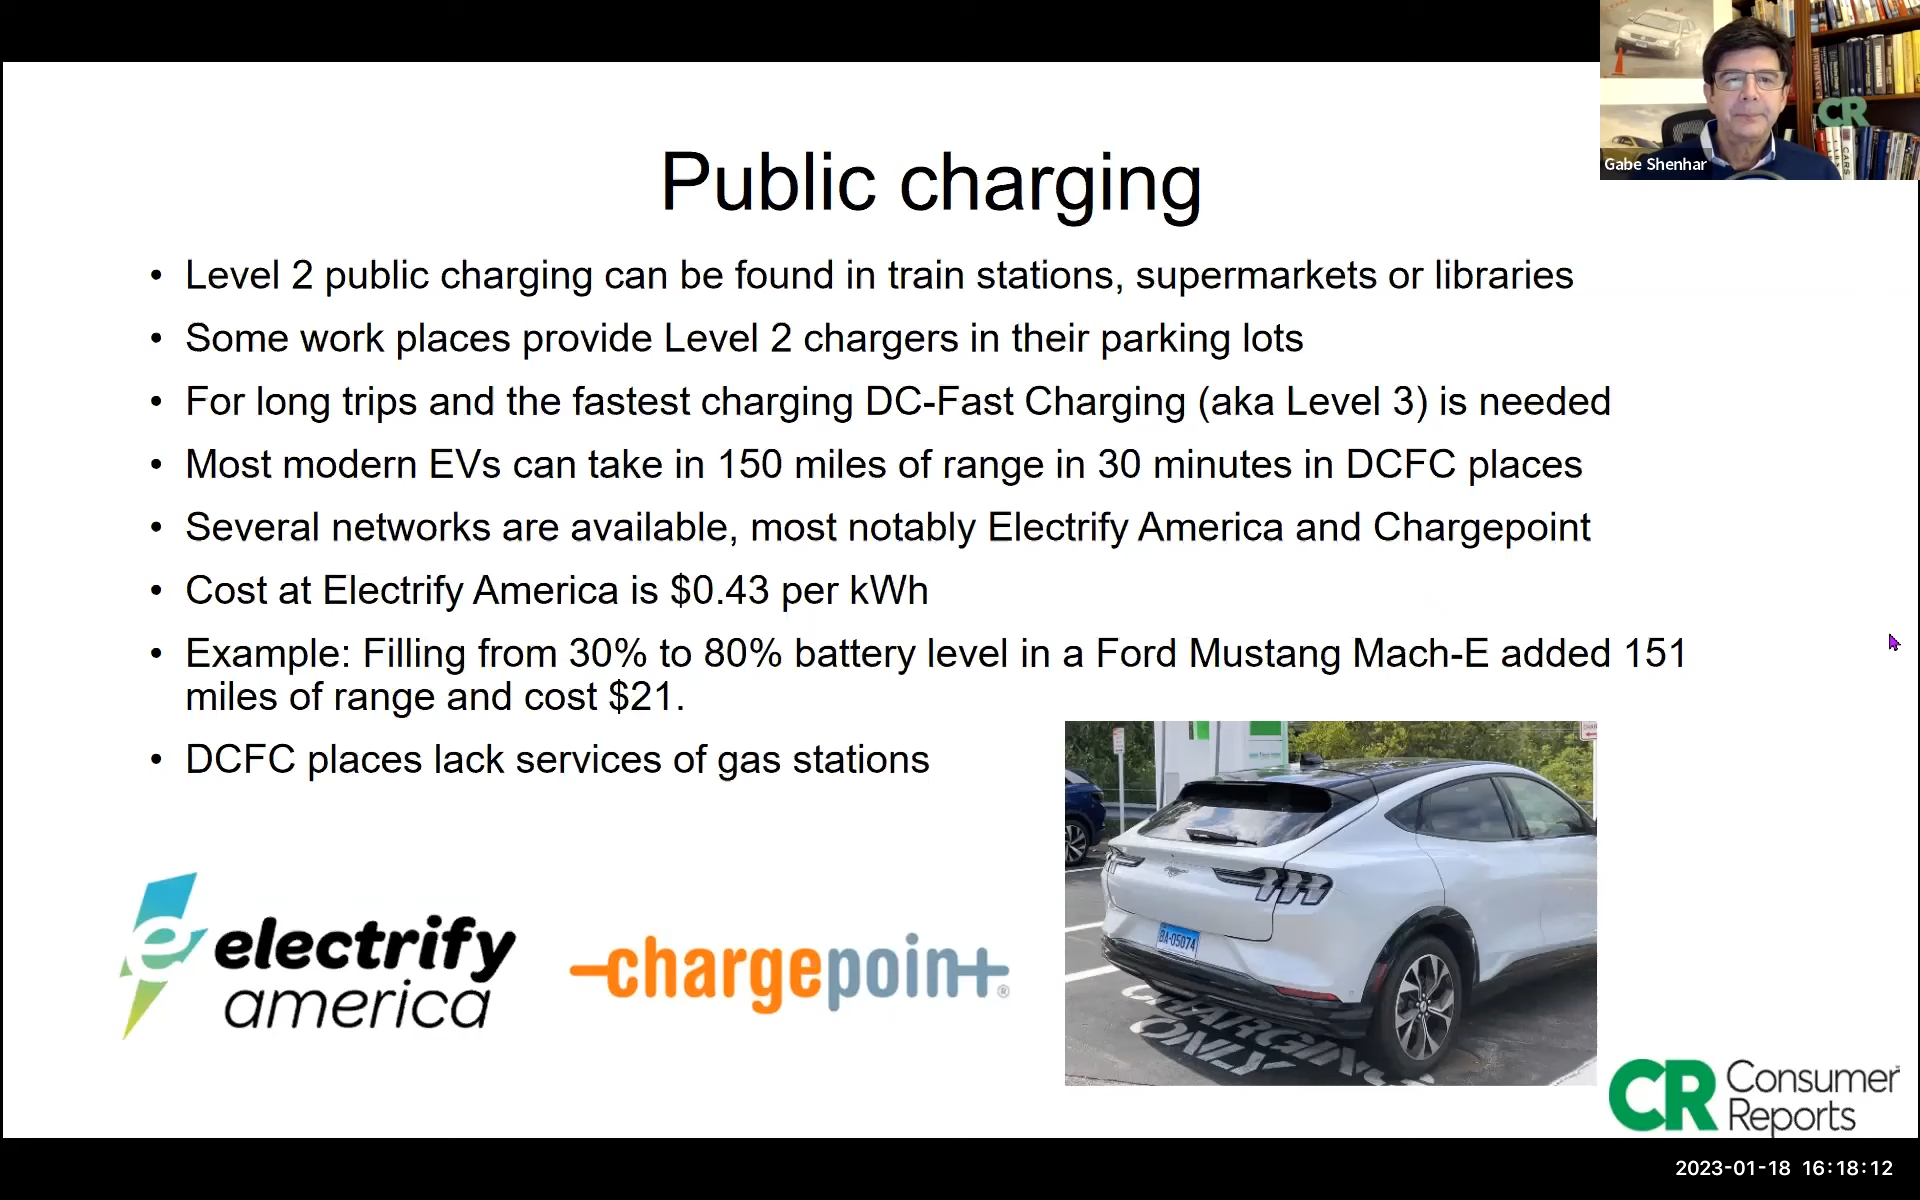 CR
Gabe Shenhar
Public charging
• Level 2 public charging can be found in train stations, supermarkets or libraries
• Some work places provide Level 2 chargers in their parking lots
• For long trips and the fastest charging DC-Fast Charging (aka Level 3) is needed
• Most modern EVs can take in 150 miles of range in 30 minutes in DCFC places
• Several networks are available, most notably Electrify America and Chargepoint
• Cost at Electrify America is $0.43 per kWh
• Example: Filling from 30% to 80% battery level in a Ford Mustang Mach-E added 151
miles of range and cost $21.
• DCFC places lack services of gas stations
electrify
america
chargepoint®
BA·05074
CHARGING
ONLY
CR Consumer
Reports
2023-01-18 16:18:12